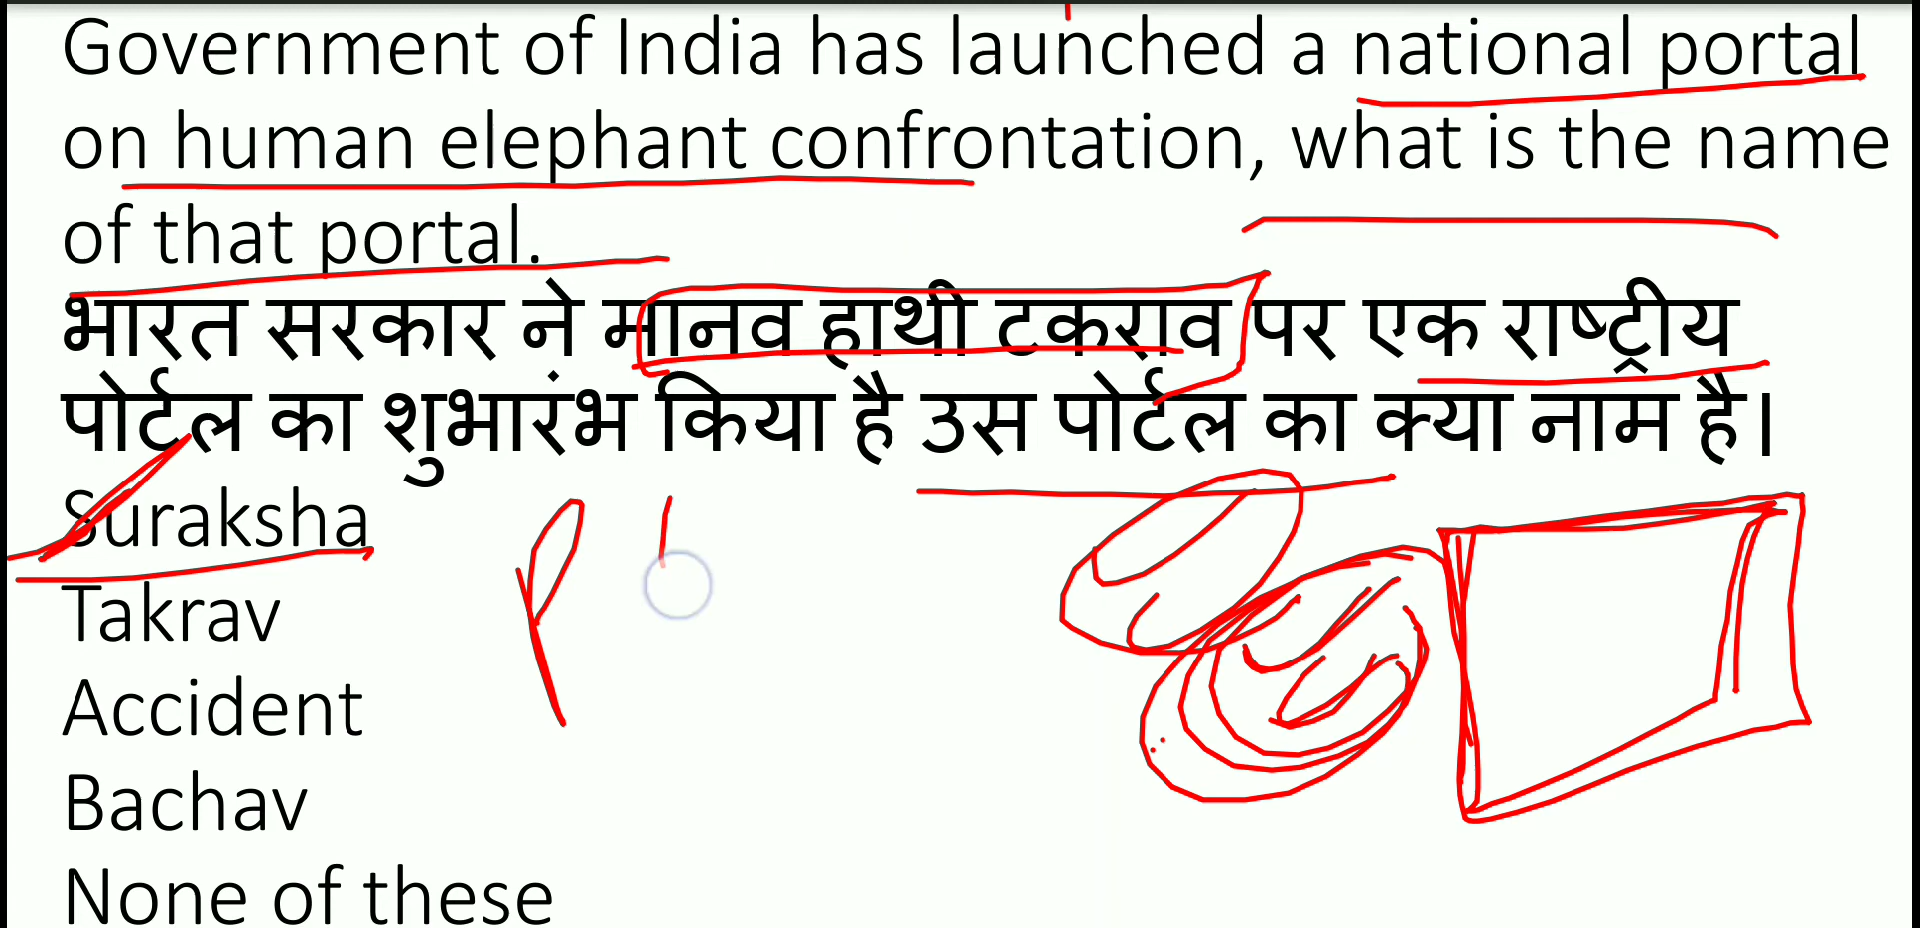 Government of India has launched a national portal
on human elephant confrontation, what is the name
of that portal.
भारत सरकार ने मानव हाथी टकराव पर एक राष्ट्रीय
पोर्टल का शुभारंभ किया है उस पोर्टल का क्या नाम है।
Suraksha
Takrav
Accident
Bachav
None of these